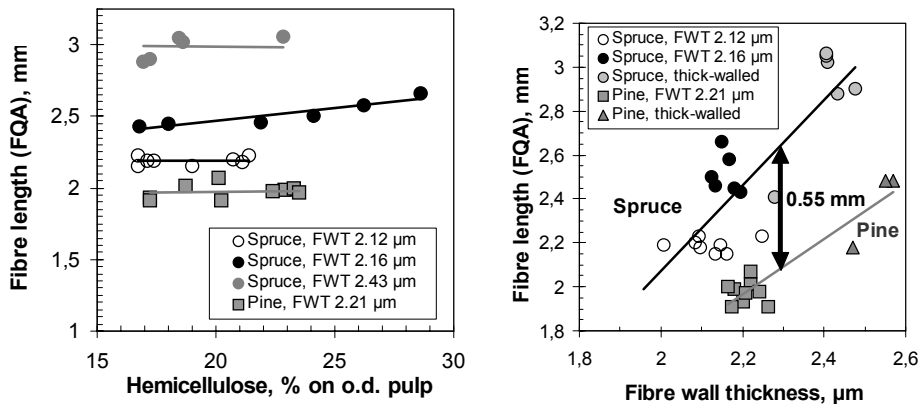 Fibre length (FQA), mm
3
2,5
2
1,5
1
15
20
25
30
Hemicellulose, % on o.d. pulp
Spruce, FWT 2.12 µm
Spruce, FWT 2.16 µm
Spruce, FWT 2.43 µm
Pine, FWT 2.21 µm
Fibre length (FQA), mm
3,2
3
2,8
2,6
2,4
2,2
2
1,8
1,8
2
2,2
2,4
2,6
Fibre wall thickness, µm
Spruce, FWT 2.12 µm
Spruce, FWT 2.16 µm
Spruce, thick-walled
Pine, FWT 2.21 µm
Pine, thick-walled
Spruce
0.55 mm
Pine